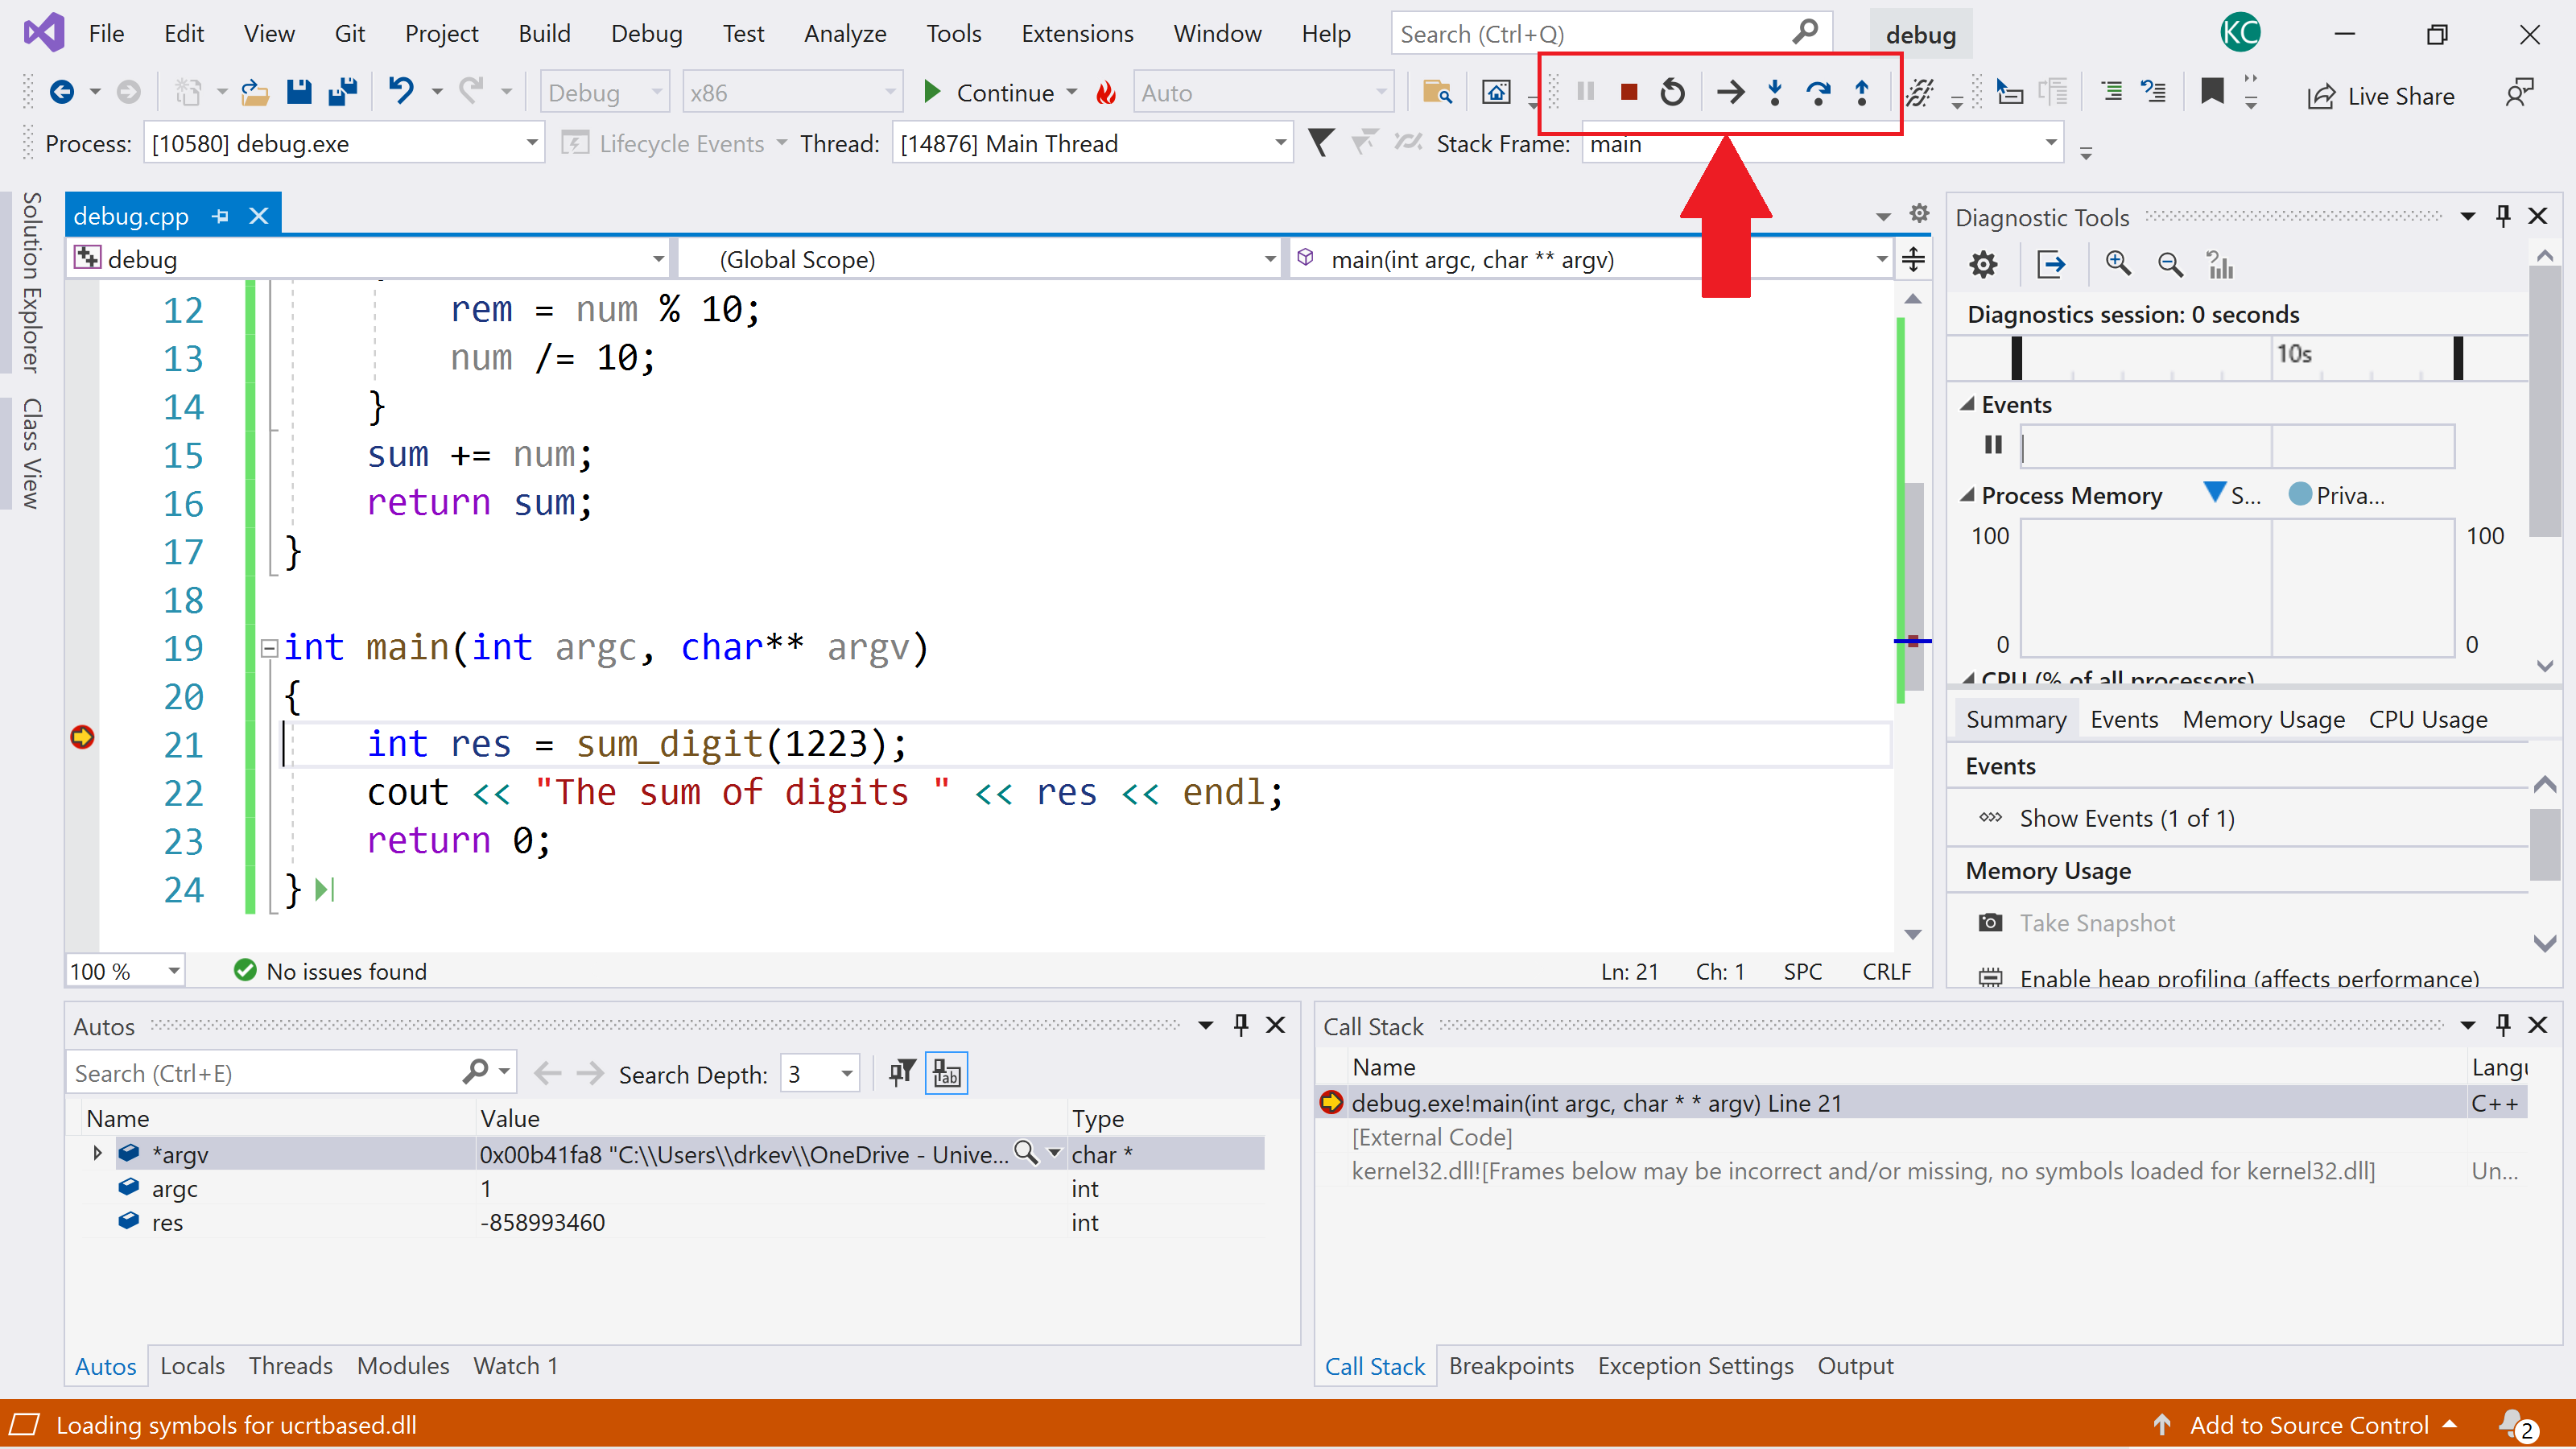 File Edit View Git Project Build Debug Test Analyze Tools Extensions Window Help Search (Ctrl+Q) debug KC
Debug x86 Continue Auto Live Share
Process: [10580] debug.exe Lifecycle Events Thread: [14876] Main Thread Stack Frame: main
Solution Explorer
Class View
debug.cpp
debug (Global Scope) main(int argc, char ** argv)
12 rem = num % 10;
13 num /= 10;
14 }
15 sum += num;
16 return sum;
17 }
18
19 int main(int argc, char** argv)
20 {
21 int res = sum_digit(1223);
22 cout << "The sum of digits " << res << endl;
23 return 0;
24 }
100 % No issues found Ln: 21 Ch: 1 SPC CRLF
Diagnostic Tools
Diagnostics session: 0 seconds
10s
Events
Process Memory S... Priva...
100 100
0 0
CPU (% of all processors)
Summary Events Memory Usage CPU Usage
Events
Show Events (1 of 1)
Memory Usage
Take Snapshot
Enable heap profiling (affects performance)
Autos
Search (Ctrl+E) Search Depth: 3
Name Value Type
*argv 0x00b41fa8 "C:\\Users\\drkev\\OneDrive - Unive... char *
argc 1 int
res -858993460 int
Autos Locals Threads Modules Watch 1
Call Stack
Name Langu
debug.exe!main(int argc, char * * argv) Line 21 C++
[External Code]
kernel32.dll![Frames below may be incorrect and/or missing, no symbols loaded for kernel32.dll] Un...
Call Stack Breakpoints Exception Settings Output
Loading symbols for ucrtbased.dll Add to Source Control 2